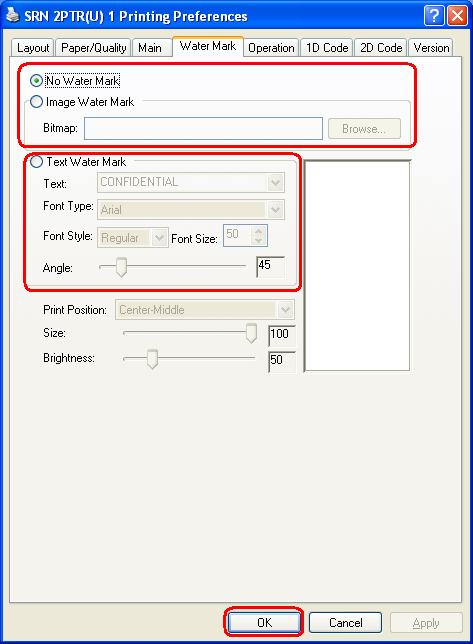 SRN 2PTR(U) 1 Printing Preferences
Layout Paper/Quality Main Water Mark Operation 1D Code 2D Code Version
No Water Mark
Image Water Mark
Bitmap: Browse...
Text Water Mark
Text: CONFIDENTIAL
Font Type: Arial
Font Style: Regular Font Size: 50
Angle: 45
Print Position: Center-Middle
Size: 100
Brightness: 50
OK Cancel Apply